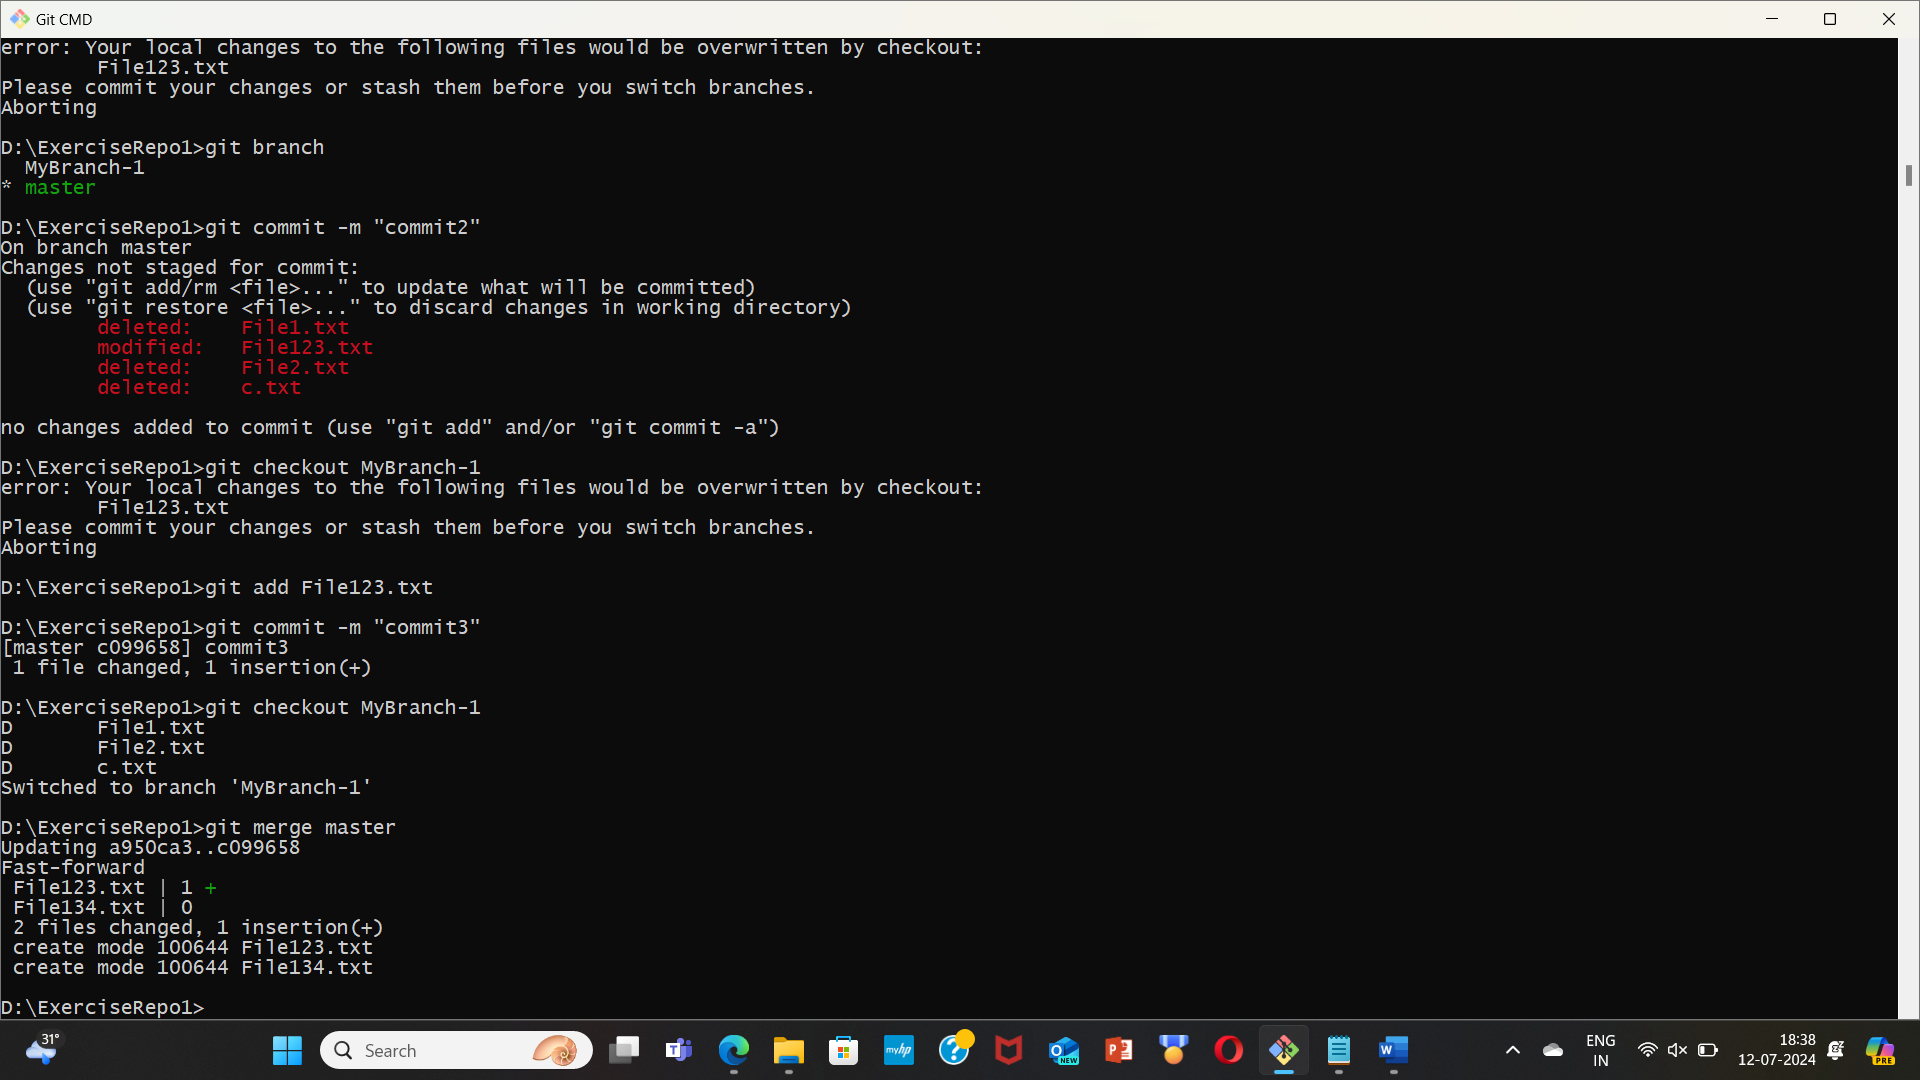 Git CMD
error: Your local changes to the following files would be overwritten by checkout:
        File123.txt
Please commit your changes or stash them before you switch branches.
Aborting

D:\ExerciseRepo1>git branch
  MyBranch-1
* master

D:\ExerciseRepo1>git commit -m "commit2"
On branch master
Changes not staged for commit:
  (use "git add/rm <file>..." to update what will be committed)
  (use "git restore <file>..." to discard changes in working directory)
        deleted:    File1.txt
        modified:   File123.txt
        deleted:    File2.txt
        deleted:    c.txt

no changes added to commit (use "git add" and/or "git commit -a")

D:\ExerciseRepo1>git checkout MyBranch-1
error: Your local changes to the following files would be overwritten by checkout:
        File123.txt
Please commit your changes or stash them before you switch branches.
Aborting

D:\ExerciseRepo1>git add File123.txt

D:\ExerciseRepo1>git commit -m "commit3"
[master c099658] commit3
 1 file changed, 1 insertion(+)

D:\ExerciseRepo1>git checkout MyBranch-1
D       File1.txt
D       File2.txt
D       c.txt
Switched to branch 'MyBranch-1'

D:\ExerciseRepo1>git merge master
Updating a950ca3..c099658
Fast-forward
 File123.txt | 1 +
 File134.txt | 0
 2 files changed, 1 insertion(+)
 create mode 100644 File123.txt
 create mode 100644 File134.txt

D:\ExerciseRepo1>
31°
Search
myhp
NEW
ENG
IN
18:38
12-07-2024
PRE